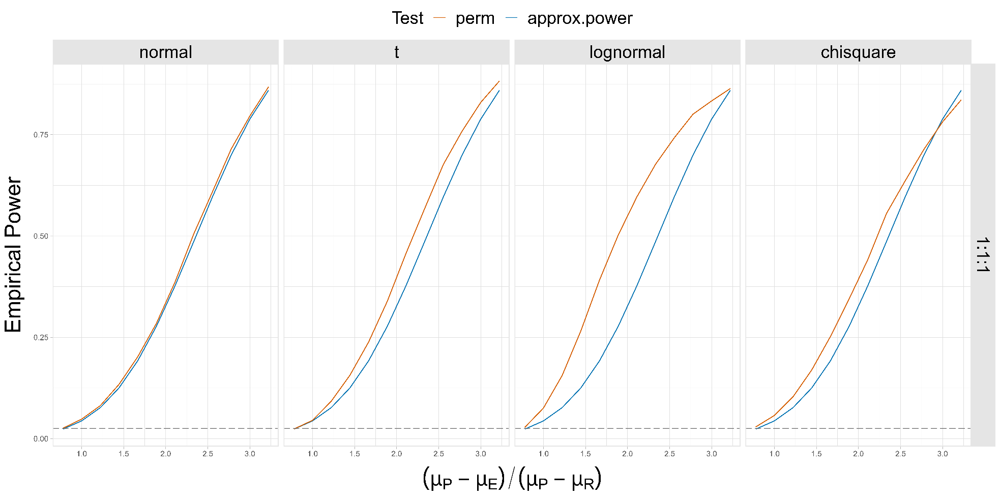 Test perm approx.power
normal t lognormal chisquare
Empirical Power
0.75
0.50
0.25
0.00
1:1:1
1.0 1.5 2.0 2.5 3.0 1.0 1.5 2.0 2.5 3.0 1.0 1.5 2.0 2.5 3.0 1.0 1.5 2.0 2.5 3.0
(μP − μE)/(μP − μR)